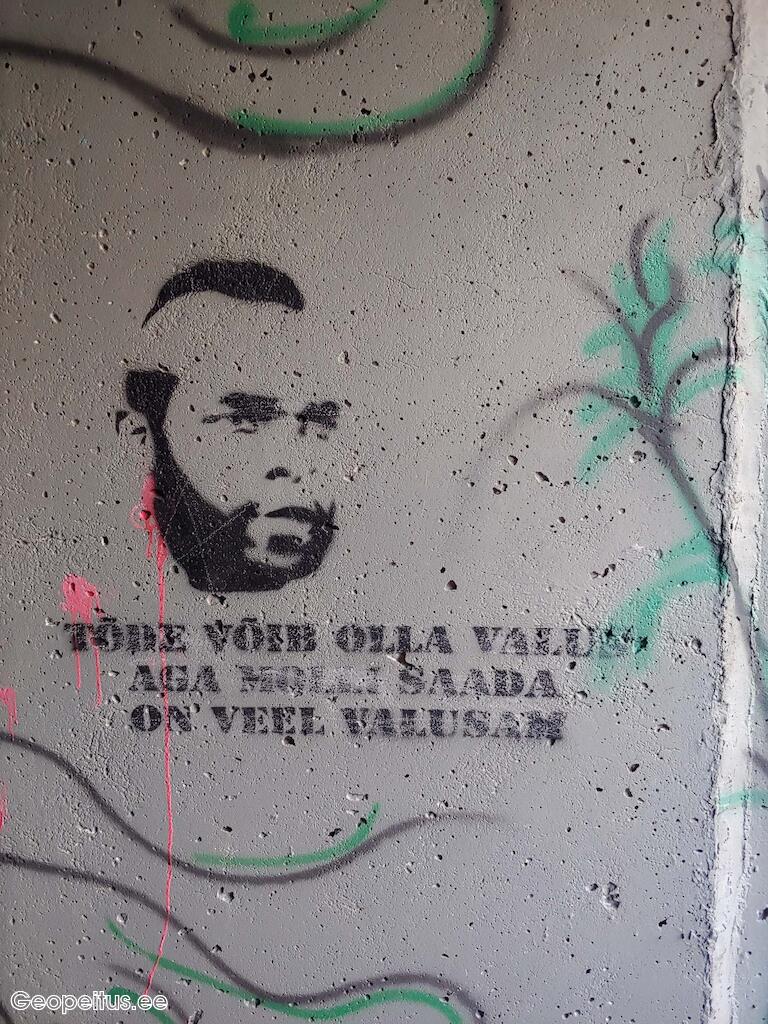 TÕDE VÕIB OLLA VALUS
AGA MOLLI SAADA
ON VEEL VALUSAM
Geopeitus.ee